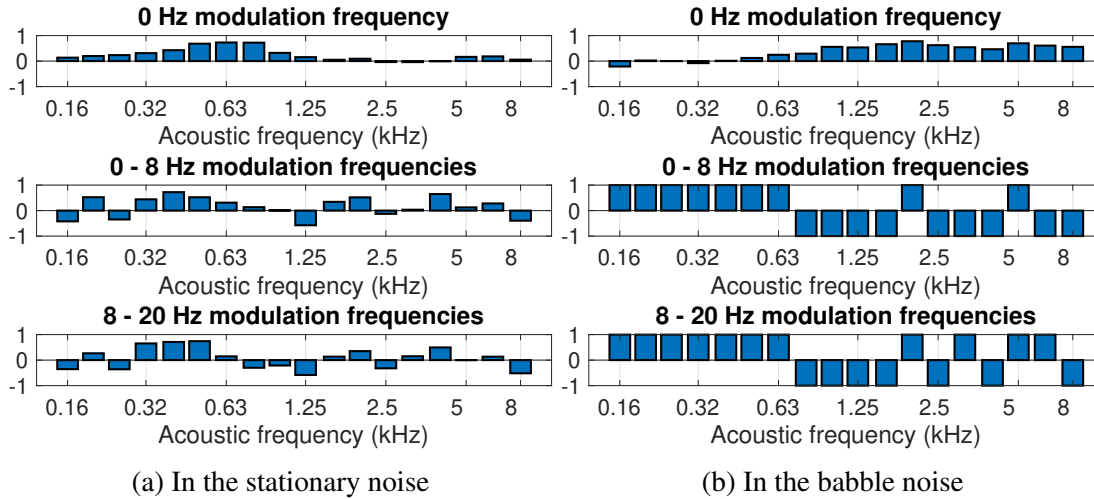 0 Hz modulation frequency
1
0
-1
0.16 0.32 0.63 1.25 2.5 5 8
Acoustic frequency (kHz)
0 - 8 Hz modulation frequencies
1
0
-1
0.16 0.32 0.63 1.25 2.5 5 8
Acoustic frequency (kHz)
8 - 20 Hz modulation frequencies
1
0
-1
0.16 0.32 0.63 1.25 2.5 5 8
Acoustic frequency (kHz)
(a) In the stationary noise
0 Hz modulation frequency
1
0
-1
0.16 0.32 0.63 1.25 2.5 5 8
Acoustic frequency (kHz)
0 - 8 Hz modulation frequencies
1
0
-1
0.16 0.32 0.63 1.25 2.5 5 8
Acoustic frequency (kHz)
8 - 20 Hz modulation frequencies
1
0
-1
0.16 0.32 0.63 1.25 2.5 5 8
Acoustic frequency (kHz)
(b) In the babble noise